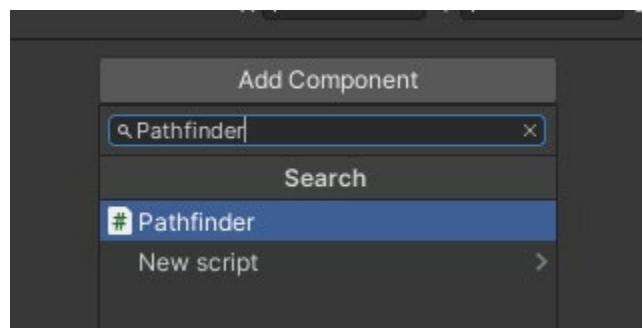 Add Component
Pathfinder
Search
# Pathfinder
New script